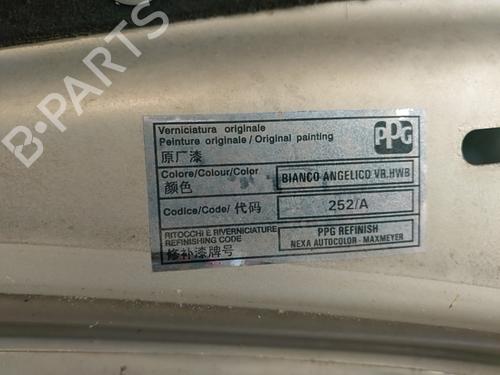 Verniciatura originale
Peinture originale / Original painting
原厂漆
PPG
Colore/Colour/Color
颜色
BIANCO ANGELICO VR.HWB
Codice/Code/代码
252/A
RITOCCHI E RIVERNICIATURE
REFINISHING CODE
修补漆牌号
PPG REFINISH
NEXA AUTOCOLOR - MAXMEYER
B-PARTS